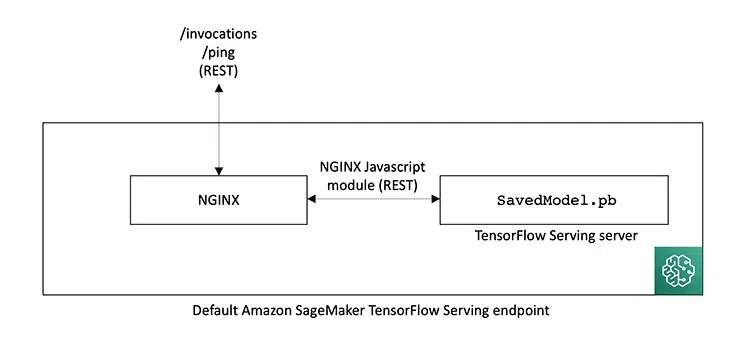 /invocations
/ping
(REST)
NGINX Javascript
module (REST)
NGINX
SavedModel.pb
TensorFlow Serving server
Default Amazon SageMaker TensorFlow Serving endpoint